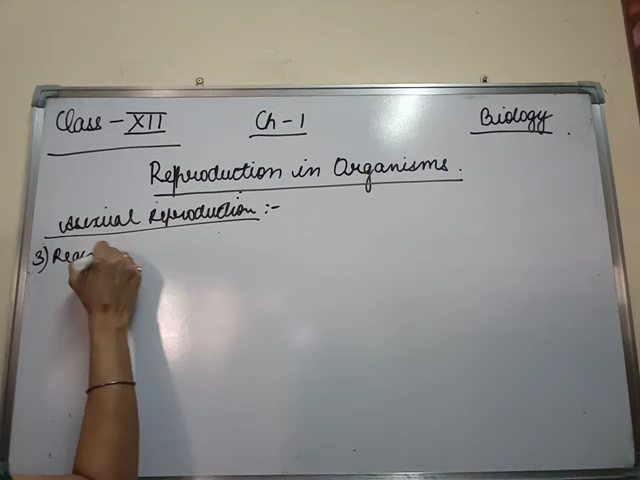 Class - XII Ch - 1 Biology.
Reproduction in Organisms.
Asexual Reproduction :-
3)